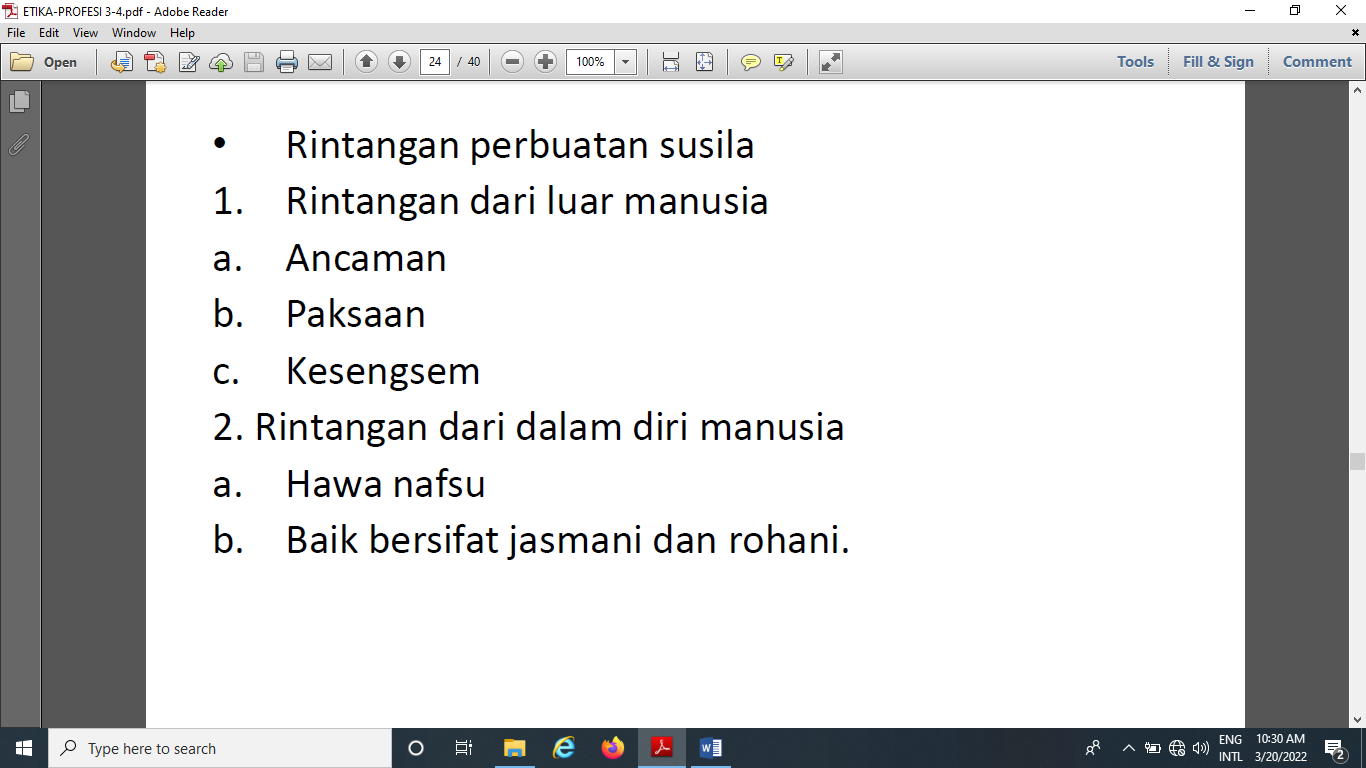 ETIKA-PROFESI 3-4.pdf - Adobe Reader
File Edit View Window Help
Open 24 / 40 100% Tools Fill & Sign Comment
• Rintangan perbuatan susila
1. Rintangan dari luar manusia
a. Ancaman
b. Paksaan
c. Kesengsem
2. Rintangan dari dalam diri manusia
a. Hawa nafsu
b. Baik bersifat jasmani dan rohani.
Type here to search
ENG 10:30 AM
INTL 3/20/2022 2